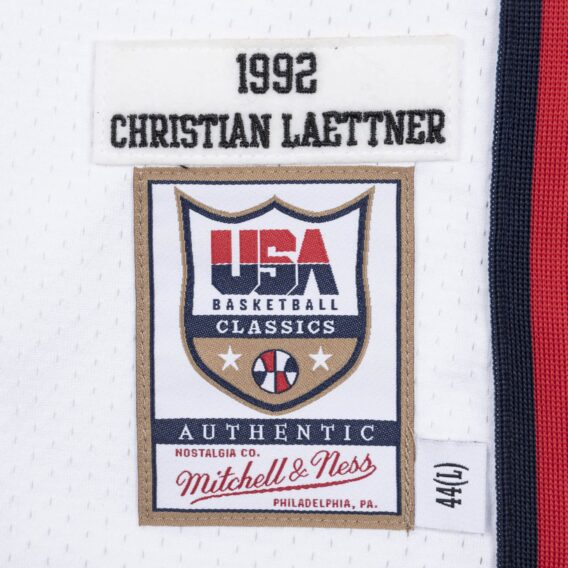 1992
CHRISTIAN LAETTNER
USA
BASKETBALL
CLASSICS
AUTHENTIC
NOSTALGIA CO.
Mitchell & Ness
PHILADELPHIA, PA.
44(L)